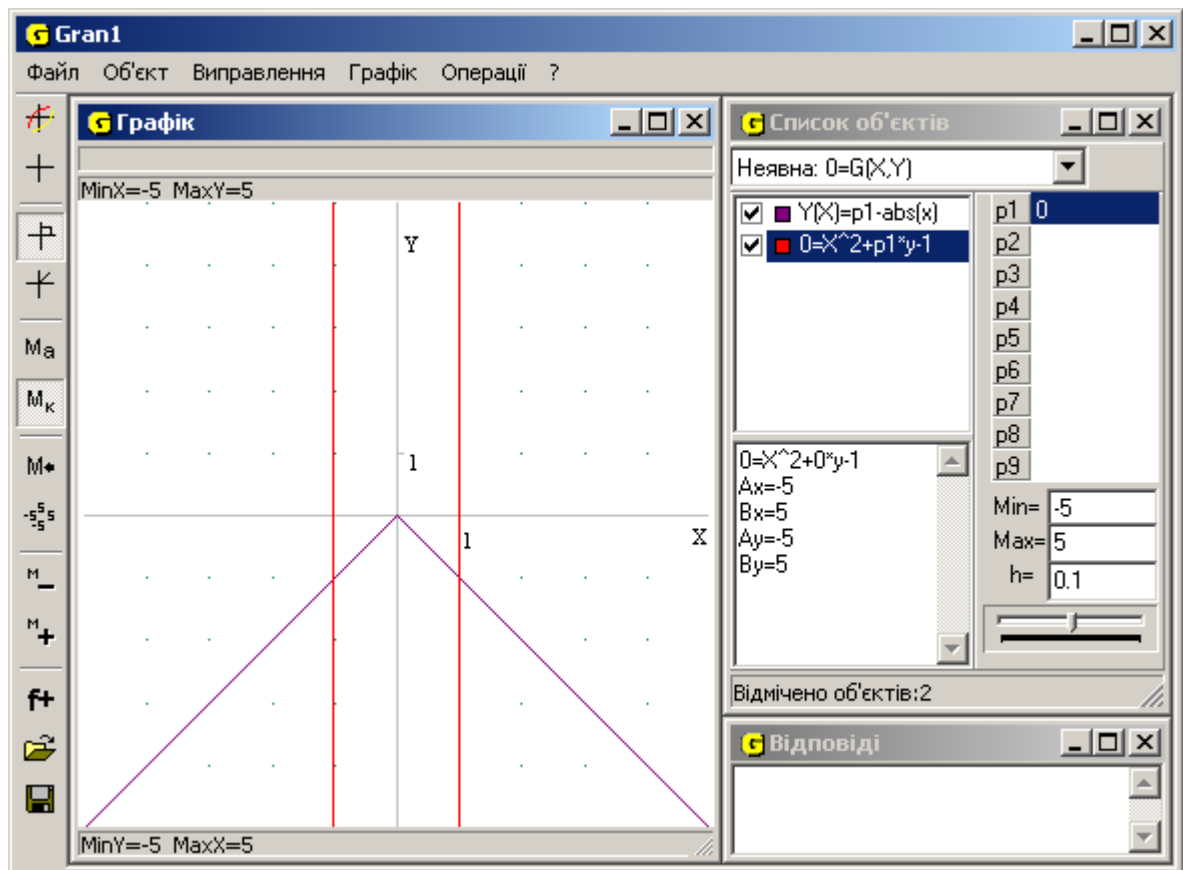 Gran1
Файл Об'єкт Виправлення Графік Операції ?
Графік
MinX=-5 MaxY=5
Y
1
X
1
MinY=-5 MaxX=5
Ma
Мк
M
-5 5 5 -5
M
M
f+
Список об'єктів
Неявна: 0=G(X,Y)
Y(X)=p1-abs(x)
0=X^2+p1*y-1
p1 0
p2
p3
p4
p5
p6
p7
p8
p9
0=X^2+0*y-1
Ax=-5
Bx=5
Ay=-5
By=5
Min= -5
Max= 5
h= 0.1
Відмічено об'єктів:2
Відповіді